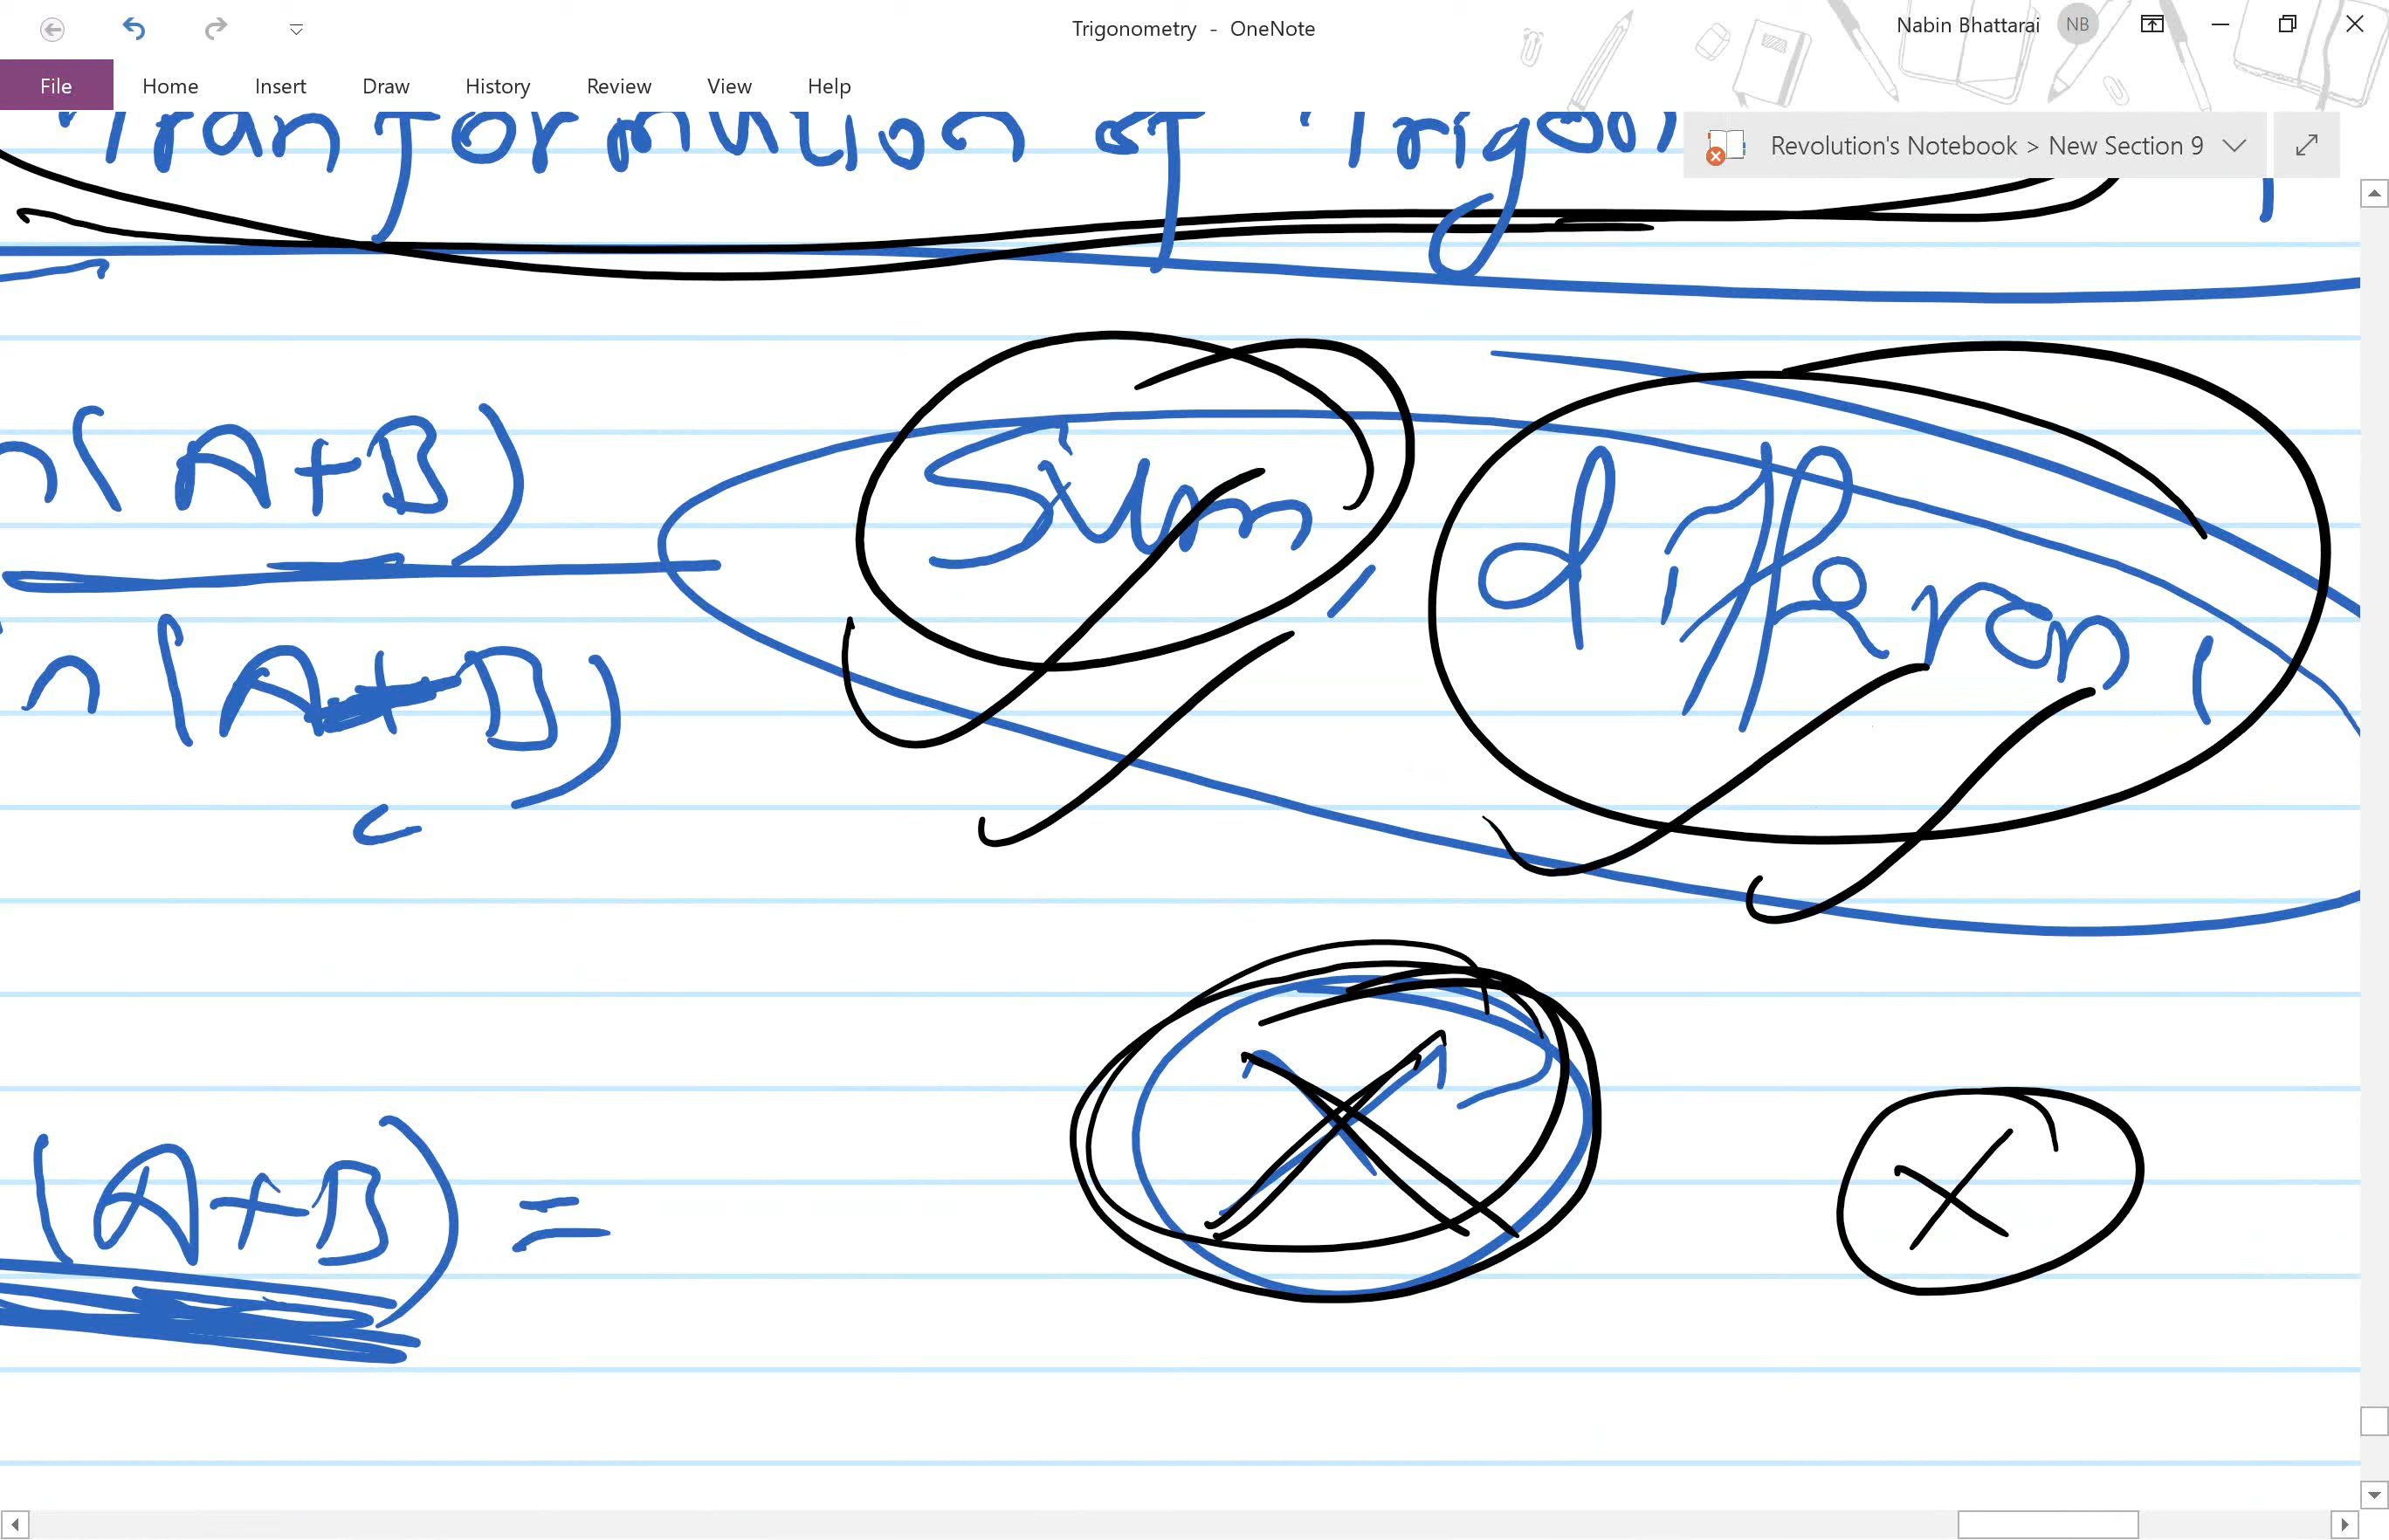 Trigonometry - OneNote
Nabin Bhattarai NB
File Home Insert Draw History Review View Help
Revolution's Notebook > New Section 9
Tranformation of Trigon
n(A+B)
Sum, differen
n(A-B)
(A+B) =